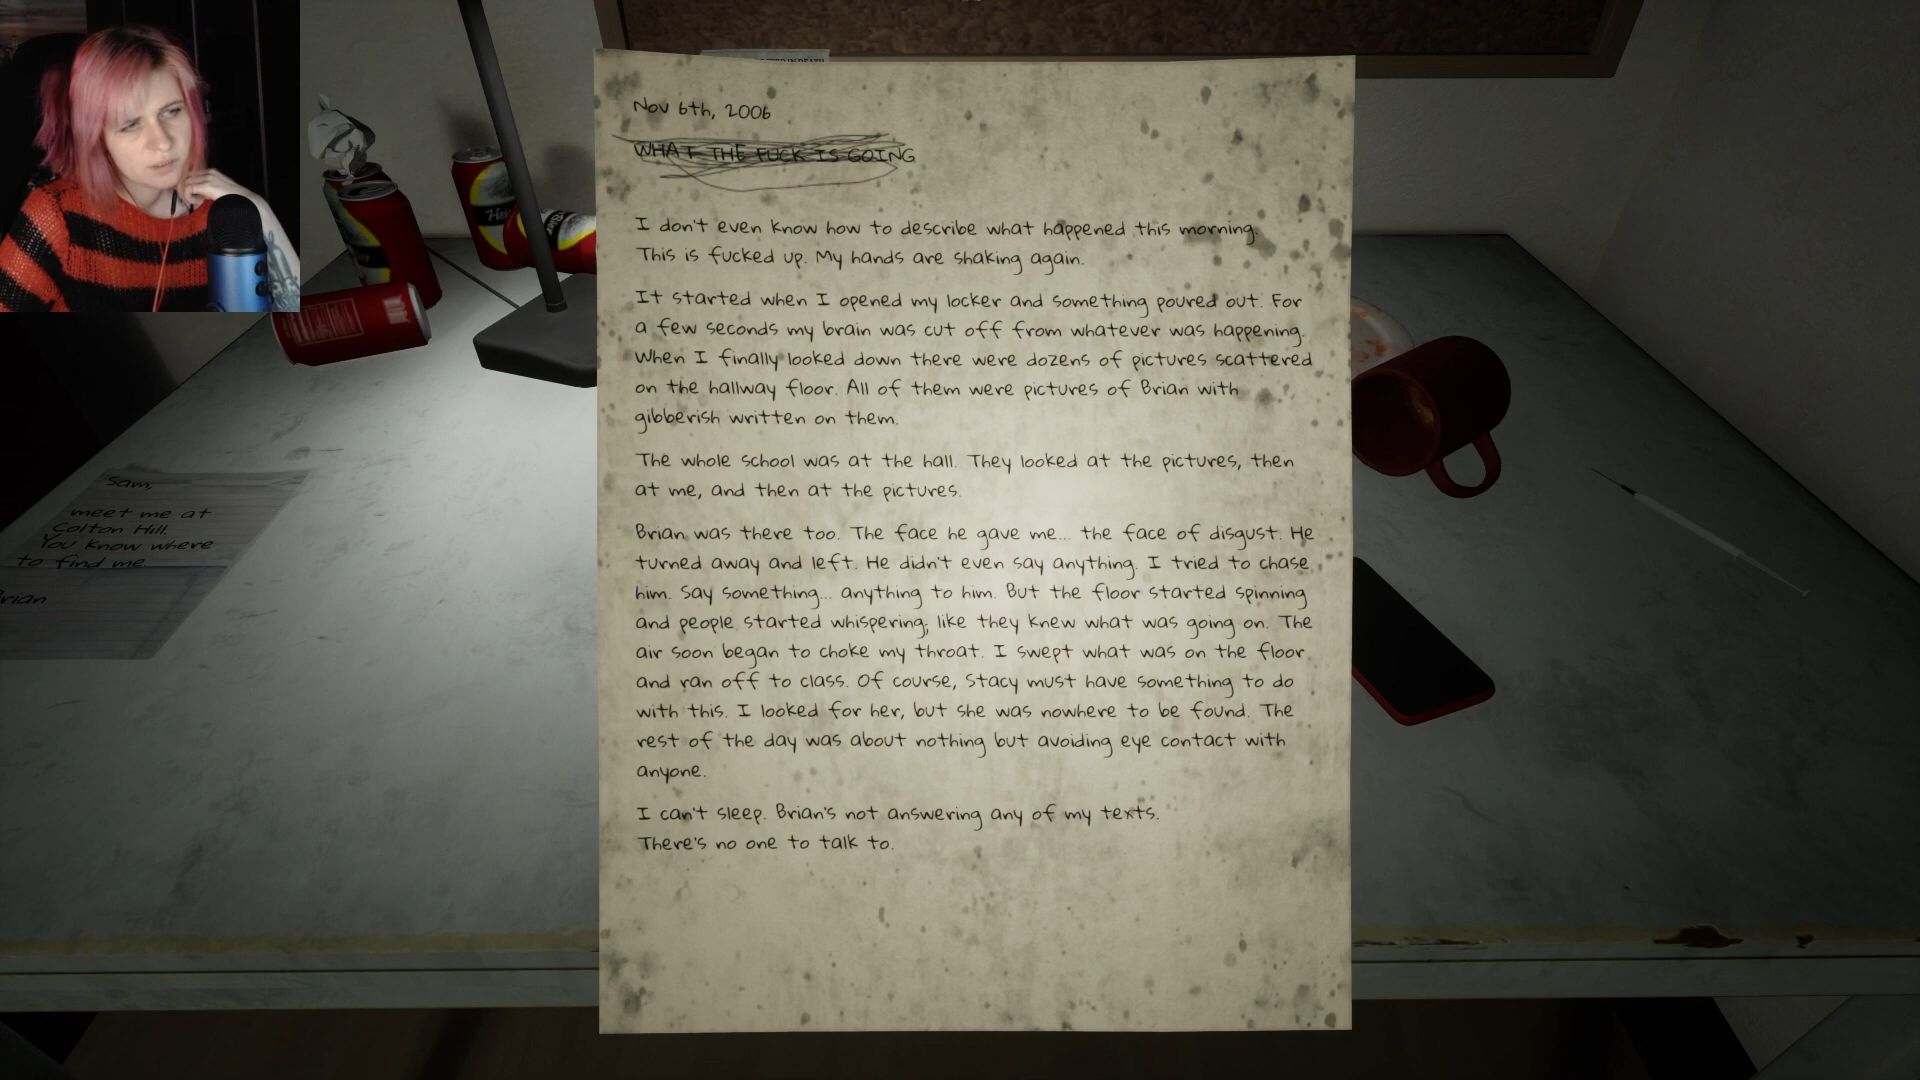 Nov 6th, 2006
WHAT THE FUCK IS GOING
I don't even know how to describe what happened this morning.
This is fucked up. My hands are shaking again.
It started when I opened my locker and something poured out. For
a few seconds my brain was cut off from whatever was happening.
When I finally looked down there were dozens of pictures scattered
on the hallway floor. All of them were pictures of Brian with
gibberish written on them.
The whole school was at the hall. They looked at the pictures, then
at me, and then at the pictures.
Brian was there too. The face he gave me... the face of disgust. He
turned away and left. He didn't even say anything. I tried to chase
him. Say something... anything to him. But the floor started spinning
and people started whispering; like they knew what was going on. The
air soon began to choke my throat. I swept what was on the floor
and ran off to class. Of course, Stacy must have something to do
with this. I looked for her, but she was nowhere to be found. The
rest of the day was about nothing but avoiding eye contact with
anyone.
I can't sleep. Brian's not answering any of my texts.
There's no one to talk to.
Sam,
meet me at
Colton Hill.
You know where
to find me.